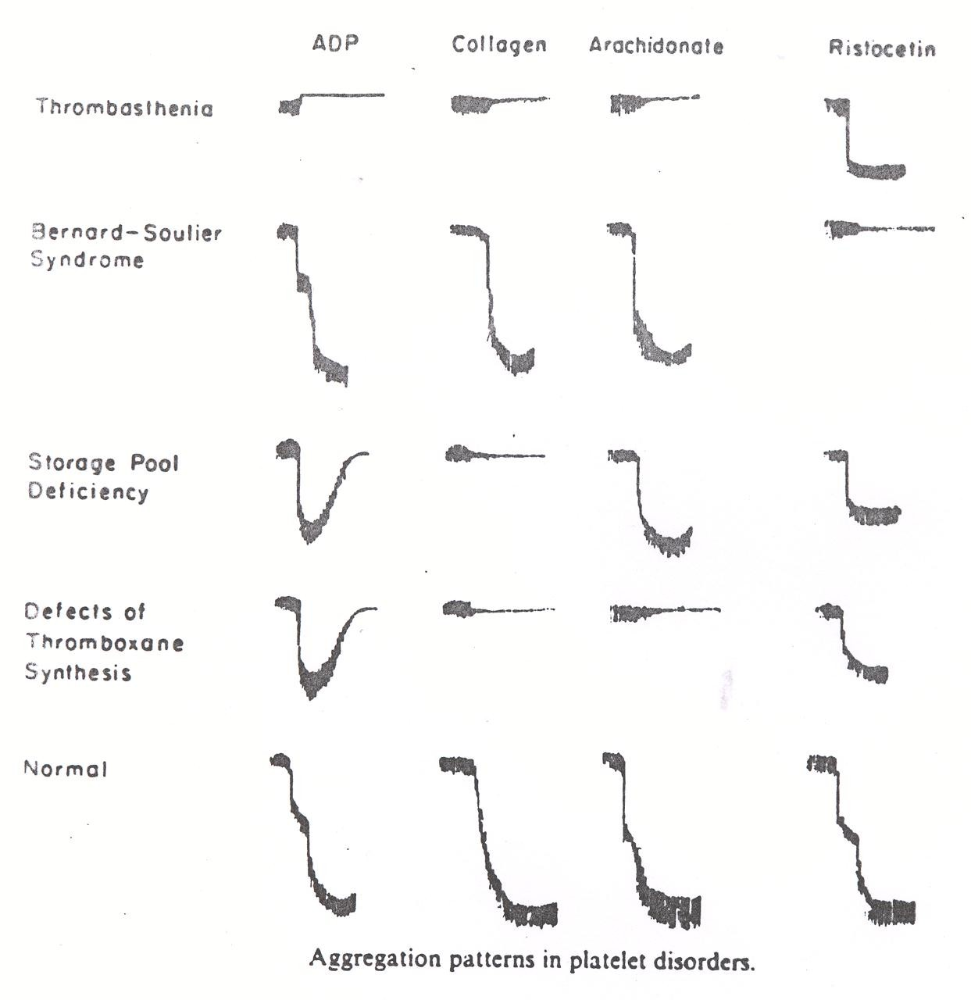 ADP Collagen Arachidonate Ristocetin
Thrombasthenia
Bernard-Soulier
Syndrome
Storage Pool
Deficiency
Defects of
Thromboxane
Synthesis
Normal
Aggregation patterns in platelet disorders.